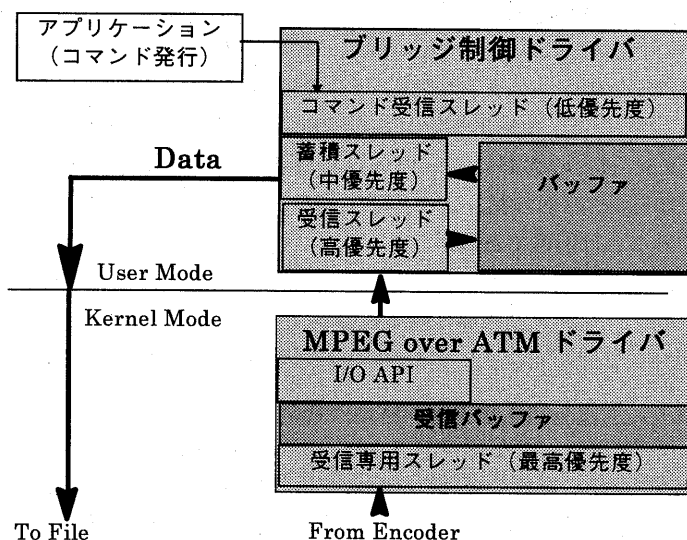 アプリケーション
(コマンド発行)
ブリッジ制御ドライバ
コマンド受信スレッド(低優先度)
Data
蓄積スレッド
(中優先度)
バッファ
受信スレッド
(高優先度)
User Mode
Kernel Mode
MPEG over ATM ドライバ
I/O API
受信バッファ
受信専用スレッド(最高優先度)
To File
From Encoder